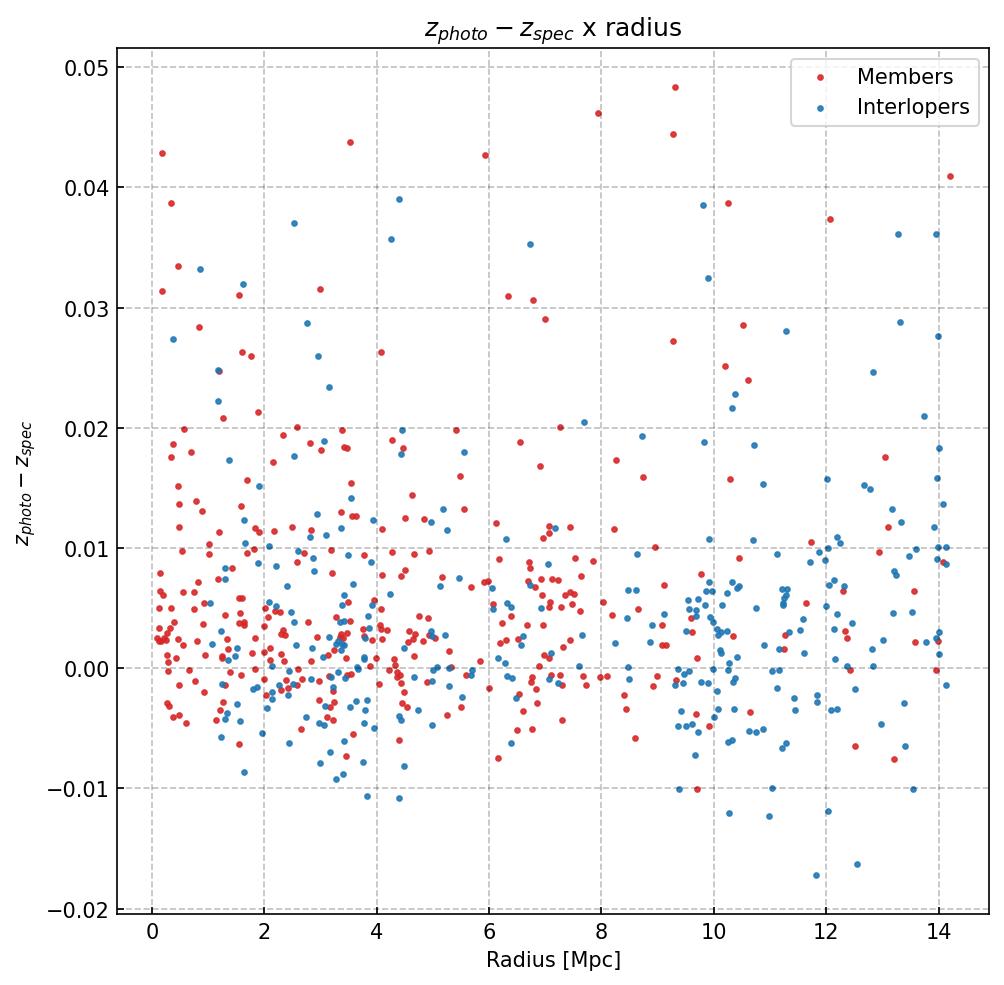 z_photo − z_spec x radius
Members
Interlopers
0.05
0.04
0.03
0.02
0.01
0.00
−0.01
−0.02
z_photo − z_spec
0 2 4 6 8 10 12 14
Radius [Mpc]